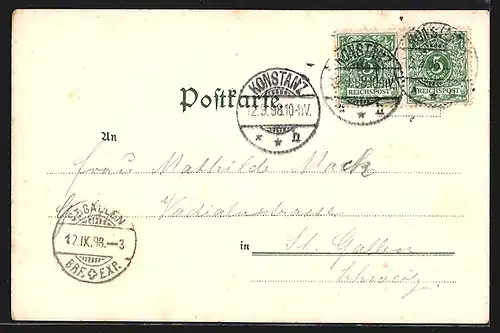 KONSTANZ
5
REICHSPOST
KONSTANZ
5
REICHSPOST
KONSTANZ
12.9.98.10-11V.
* * n
Postkarte
An
Frau Mathilde Mack
Vadianstrasse
in St. Gallen
Schweiz.
ST. GALLEN
12.IX.98.–3
BRF. EXP.